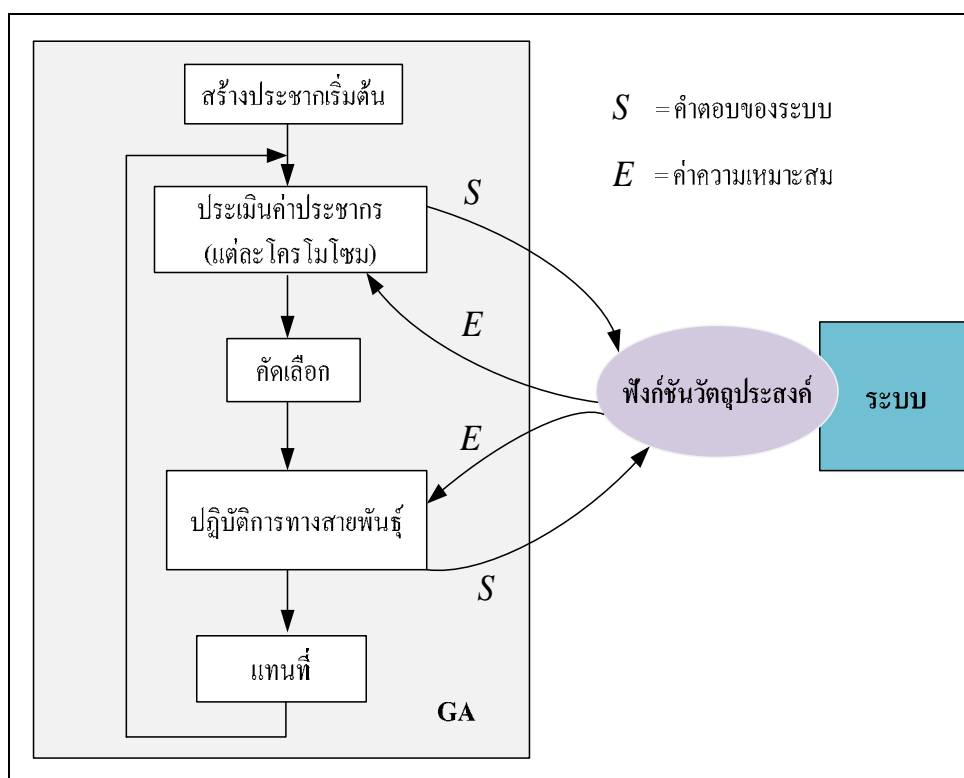 สร้างประชากเริ่มต้น
S = คำตอบของระบบ
E = ค่าความเหมาะสม
ประเมินค่าประชากร
(แต่ละโครโมโซม)
S
E
คัดเลือก
ฟังก์ชันวัตถุประสงค์
ระบบ
E
ปฏิบัติการทางสายพันธุ์
S
แทนที่
GA